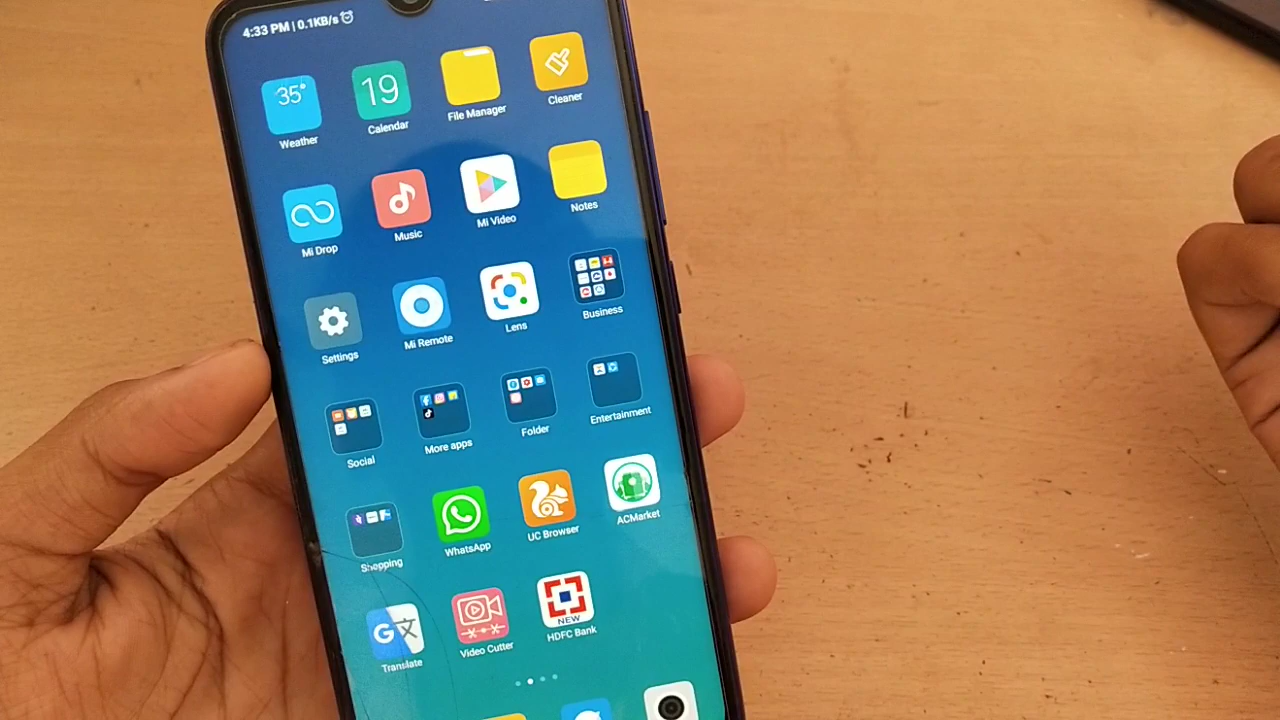 4:33 PM | 0.1KB/s
35°
Weather
19
Calendar
File Manager
Cleaner
Mi Drop
Music
Mi Video
Notes
Settings
Mi Remote
Lens
Business
Social
More apps
Folder
Entertainment
Shopping
WhatsApp
UC Browser
ACMarket
G 文
Translate
Video Cutter
NEW
HDFC Bank